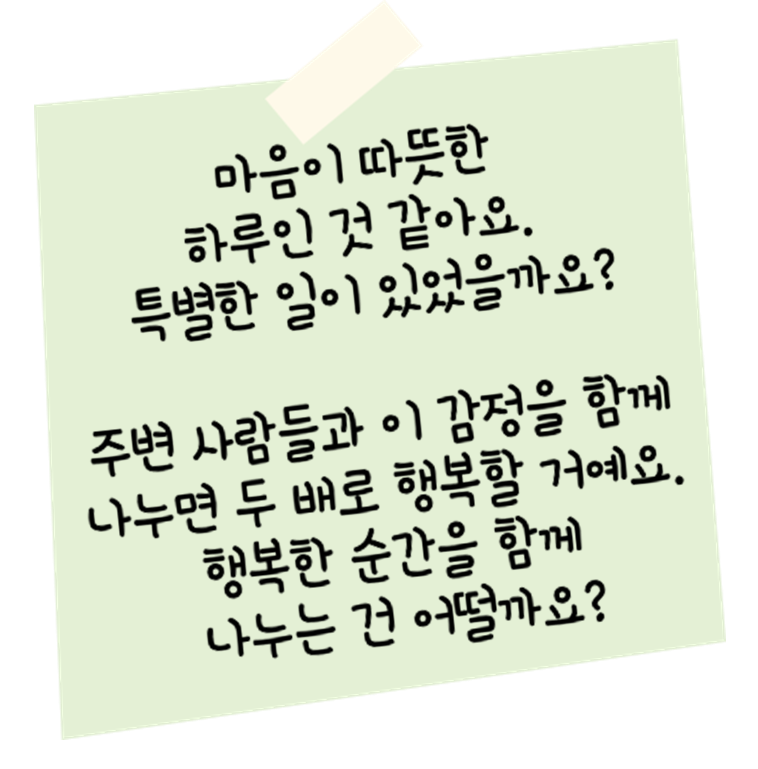 마음이 따뜻한
하루인 것 같아요.
특별한 일이 있었을까요?
주변 사람들과 이 감정을 함께
나누면 두 배로 행복할 거예요.
행복한 순간을 함께
나누는 건 어떨까요?